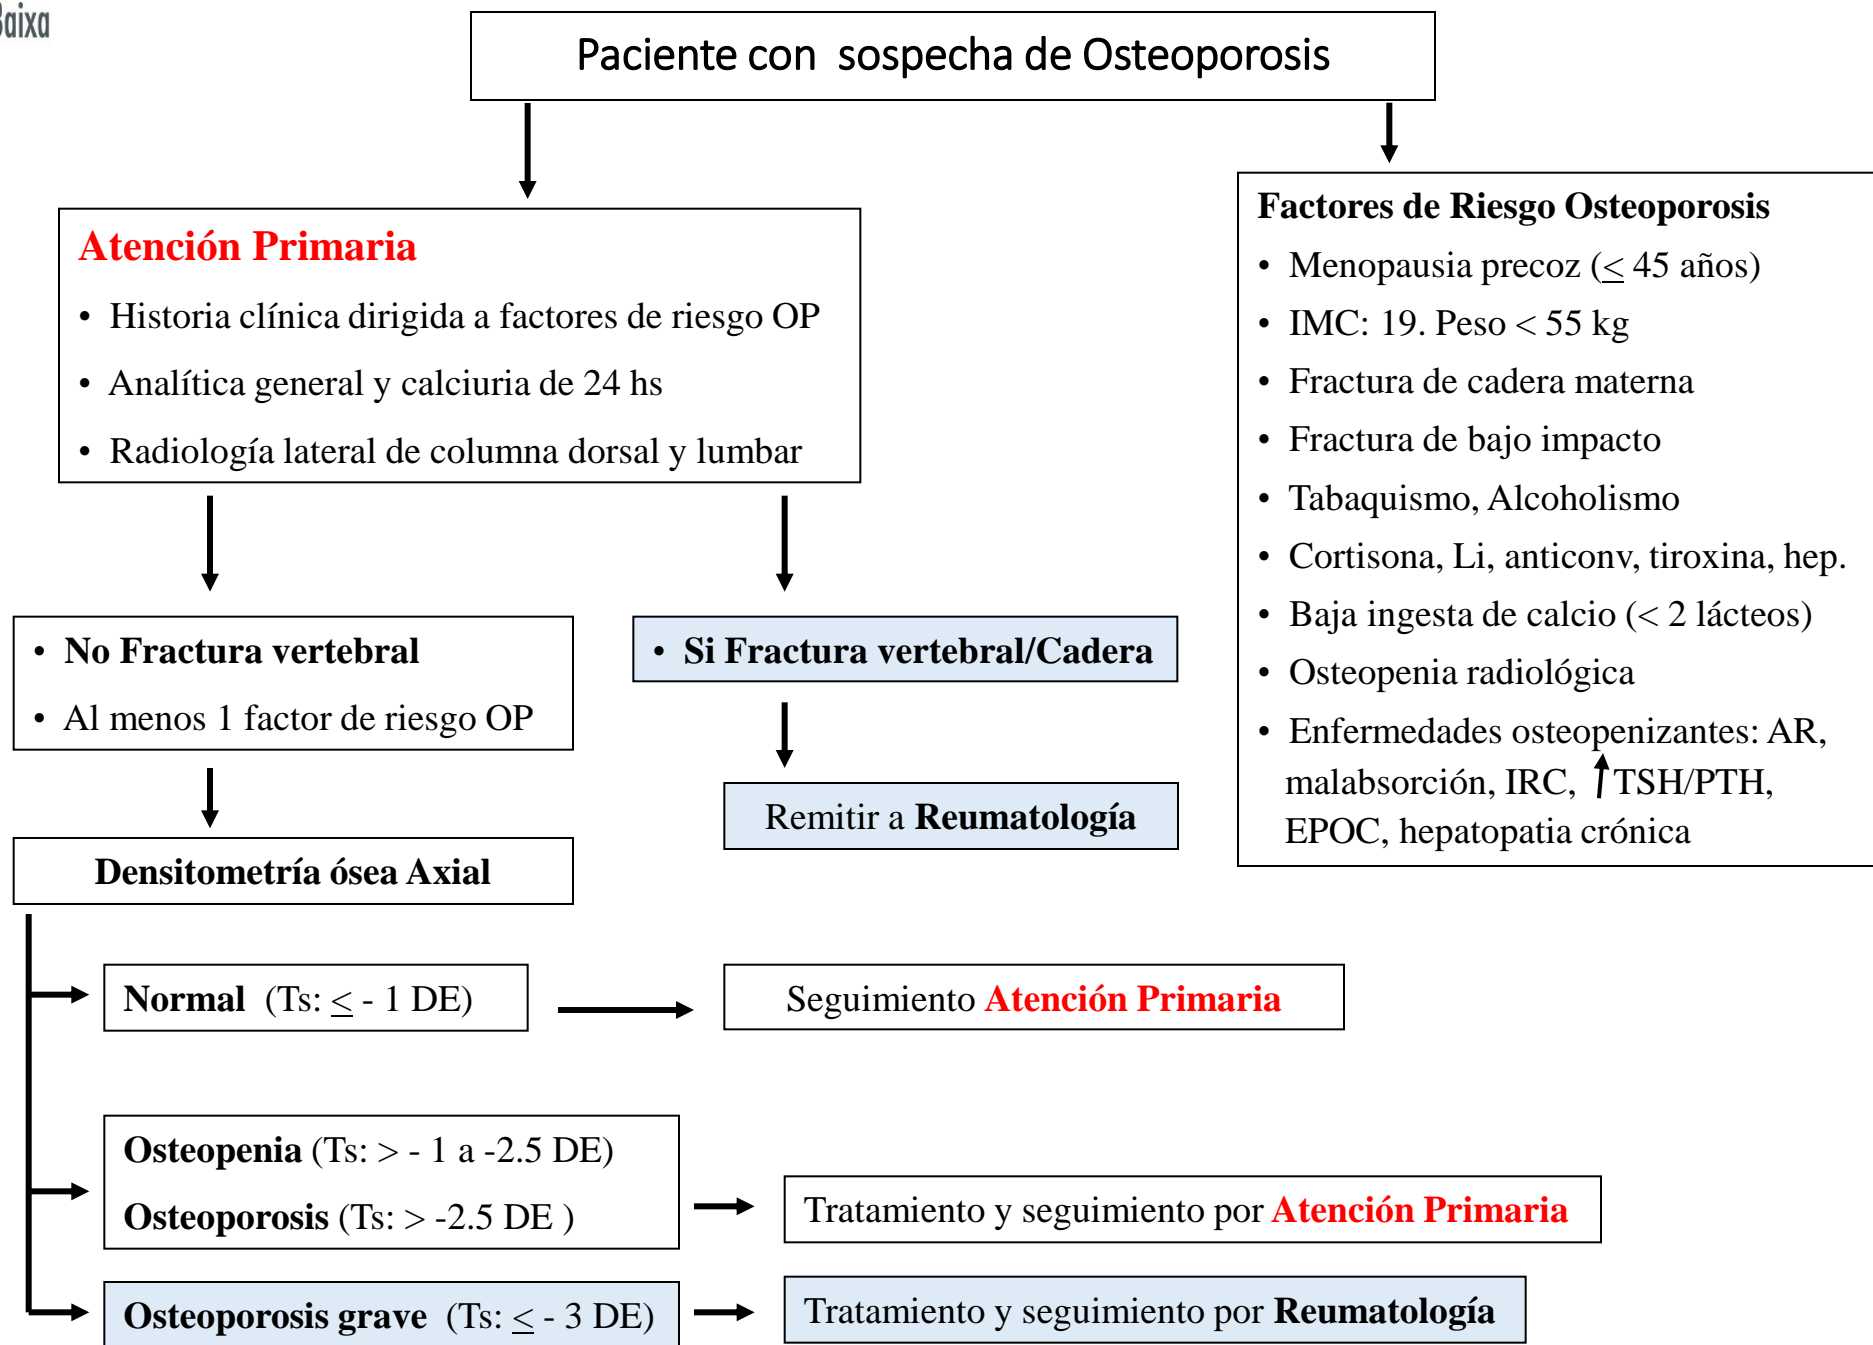 Baixa
Paciente con sospecha de Osteoporosis
Atención Primaria
• Historia clínica dirigida a factores de riesgo OP
• Analítica general y calciuria de 24 hs
• Radiología lateral de columna dorsal y lumbar
Factores de Riesgo Osteoporosis
• Menopausia precoz (≤ 45 años)
• IMC: 19. Peso < 55 kg
• Fractura de cadera materna
• Fractura de bajo impacto
• Tabaquismo, Alcoholismo
• Cortisona, Li, anticonv, tiroxina, hep.
• Baja ingesta de calcio (< 2 lácteos)
• Osteopenia radiológica
• Enfermedades osteopenizantes: AR,
malabsorción, IRC, ↑ TSH/PTH,
EPOC, hepatopatia crónica
• No Fractura vertebral
• Al menos 1 factor de riesgo OP
• Si Fractura vertebral/Cadera
Remitir a Reumatología
Densitometría ósea Axial
Normal (Ts: ≤ - 1 DE)
Seguimiento Atención Primaria
Osteopenia (Ts: > - 1 a -2.5 DE)
Osteoporosis (Ts: > -2.5 DE )
Tratamiento y seguimiento por Atención Primaria
Osteoporosis grave (Ts: ≤ - 3 DE)
Tratamiento y seguimiento por Reumatología